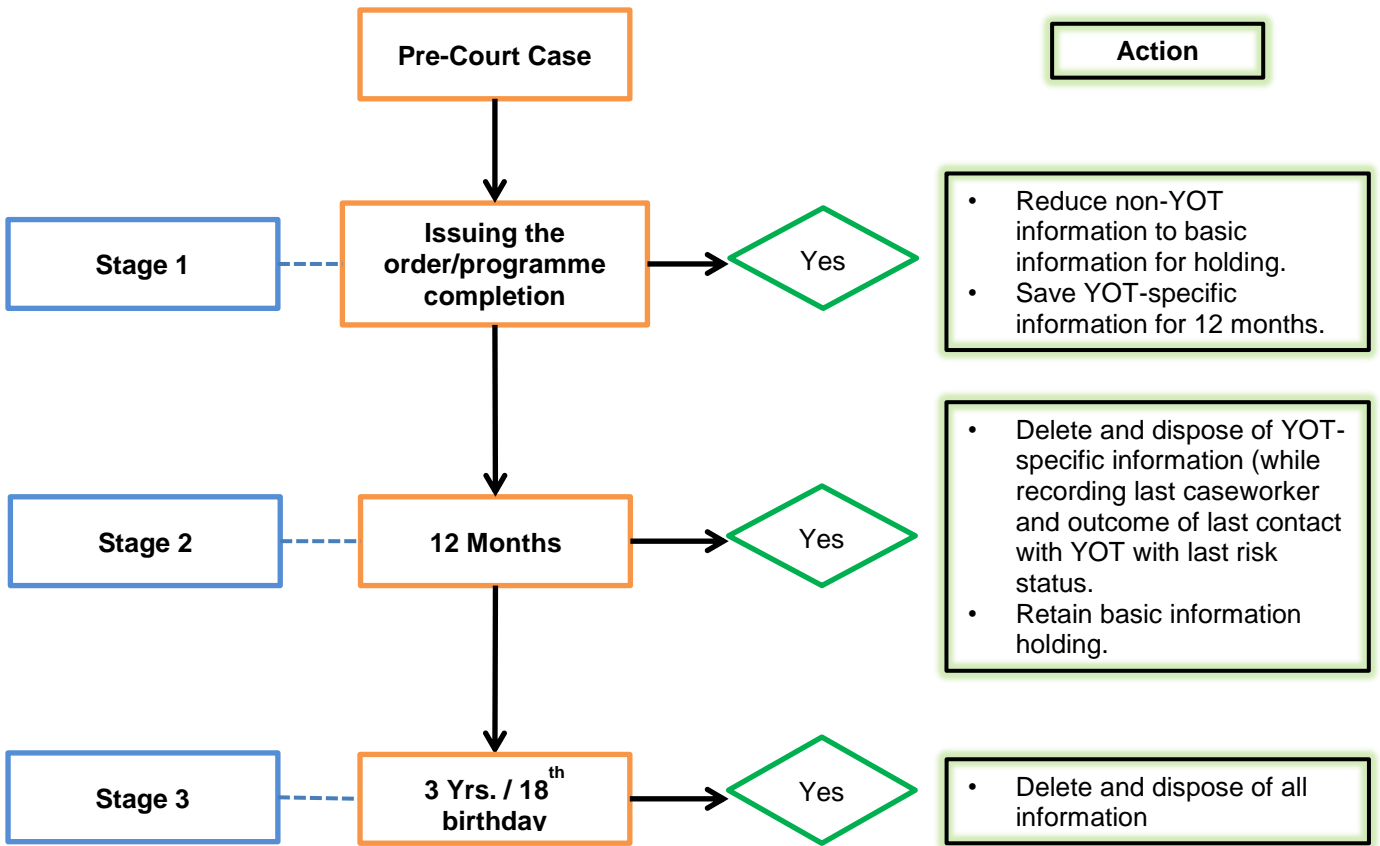 Pre-Court Case
Action
Stage 1
Issuing the
order/programme
completion
Yes
• Reduce non-YOT
information to basic
information for holding.
• Save YOT-specific
information for 12 months.
Stage 2
12 Months
Yes
• Delete and dispose of YOT-
specific information (while
recording last caseworker
and outcome of last contact
with YOT with last risk
status.
• Retain basic information
holding.
Stage 3
3 Yrs. / 18th
birthday
Yes
• Delete and dispose of all
information